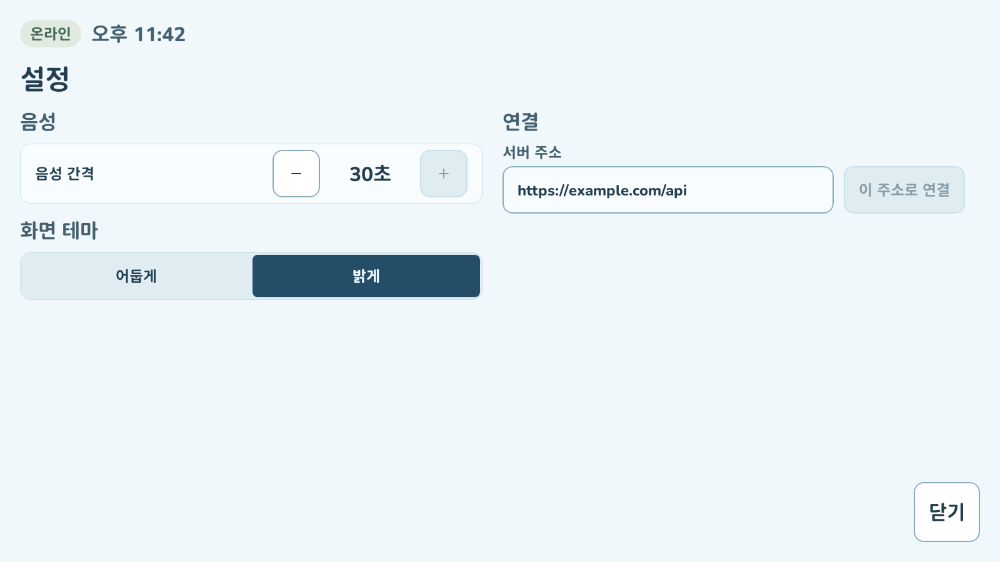 온라인 오후 11:42
설정
음성
음성 간격 − 30초 +
화면 테마
어둡게 밝게
연결
서버 주소
https://example.com/api 이 주소로 연결
닫기